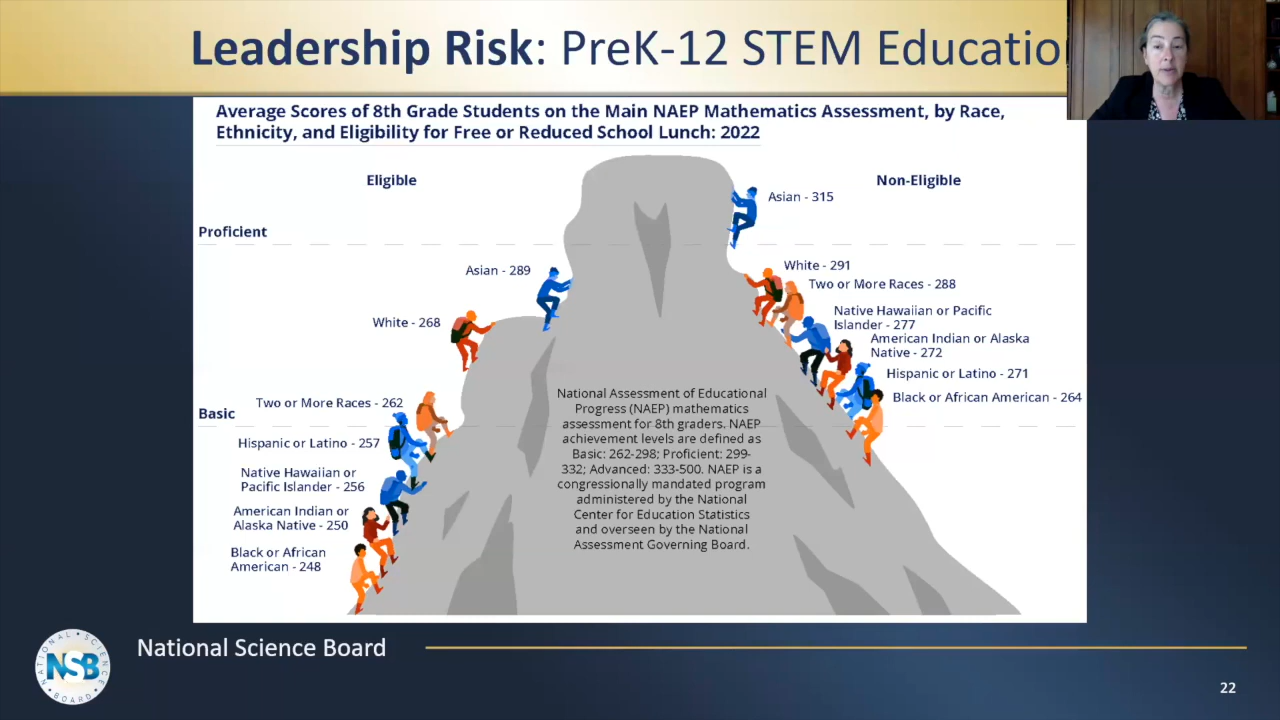 Leadership Risk: PreK-12 STEM Educatio
Average Scores of 8th Grade Students on the Main NAEP Mathematics Assessment, by Race,
Ethnicity, and Eligibility for Free or Reduced School Lunch: 2022
Eligible
Non-Eligible
Asian - 315
Proficient
Asian - 289
White - 291
Two or More Races - 288
White - 268
Native Hawaiian or Pacific
Islander - 277
American Indian or Alaska
Native - 272
Hispanic or Latino - 271
Black or African American - 264
Two or More Races - 262
Basic
Hispanic or Latino - 257
Native Hawaiian or
Pacific Islander - 256
American Indian or
Alaska Native - 250
Black or African
American - 248
National Assessment of Educational
Progress (NAEP) mathematics
assessment for 8th graders. NAEP
achievement levels are defined as
Basic: 262-298; Proficient: 299-
332; Advanced: 333-500. NAEP is a
congressionally mandated program
administered by the National
Center for Education Statistics
and overseen by the National
Assessment Governing Board.
NATIONAL SCIENCE
NSB
BOARD
National Science Board
22